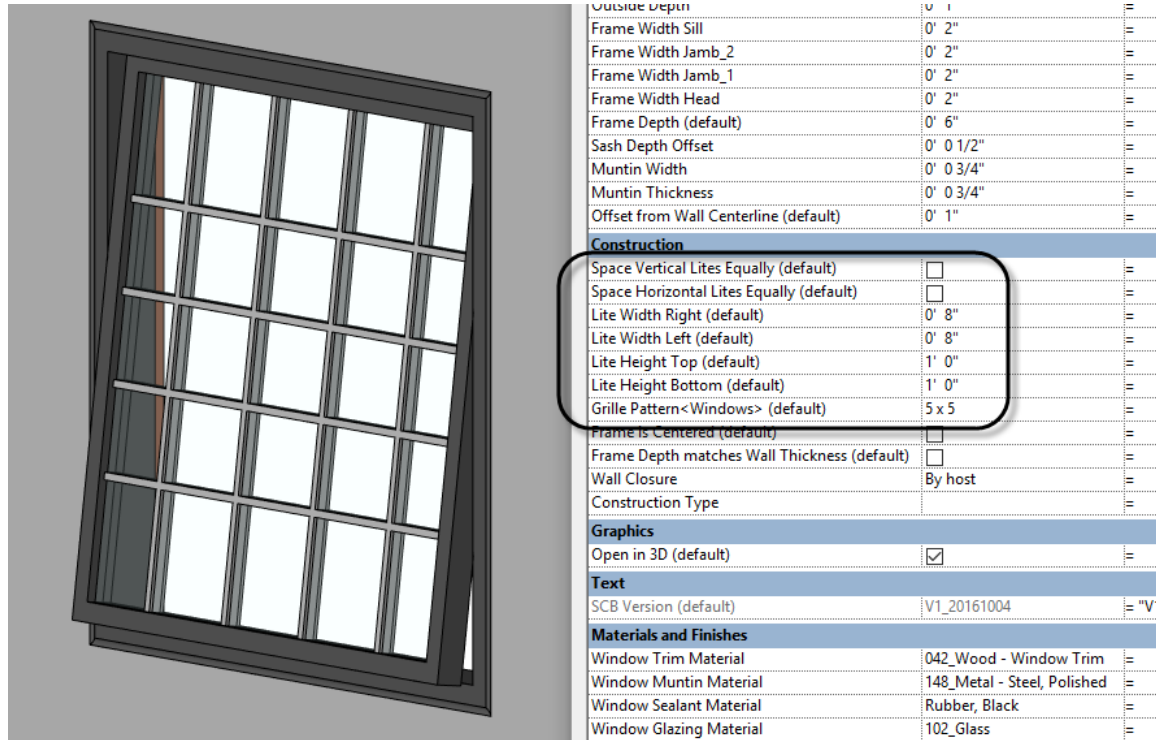 Outside Depth 0' 1" =
Frame Width Sill 0' 2" =
Frame Width Jamb_2 0' 2" =
Frame Width Jamb_1 0' 2" =
Frame Width Head 0' 2" =
Frame Depth (default) 0' 6" =
Sash Depth Offset 0' 0 1/2" =
Muntin Width 0' 0 3/4" =
Muntin Thickness 0' 0 3/4" =
Offset from Wall Centerline (default) 0' 1" =
Construction
Space Vertical Lites Equally (default) =
Space Horizontal Lites Equally (default) =
Lite Width Right (default) 0' 8" =
Lite Width Left (default) 0' 8" =
Lite Height Top (default) 1' 0" =
Lite Height Bottom (default) 1' 0" =
Grille Pattern<Windows> (default) 5 x 5 =
Frame is Centered (default) =
Frame Depth matches Wall Thickness (default) =
Wall Closure By host =
Construction Type =
Graphics
Open in 3D (default) =
Text
SCB Version (default) V1_20161004 = "V1
Materials and Finishes
Window Trim Material 042_Wood - Window Trim =
Window Muntin Material 148_Metal - Steel, Polished =
Window Sealant Material Rubber, Black =
Window Glazing Material 102_Glass =